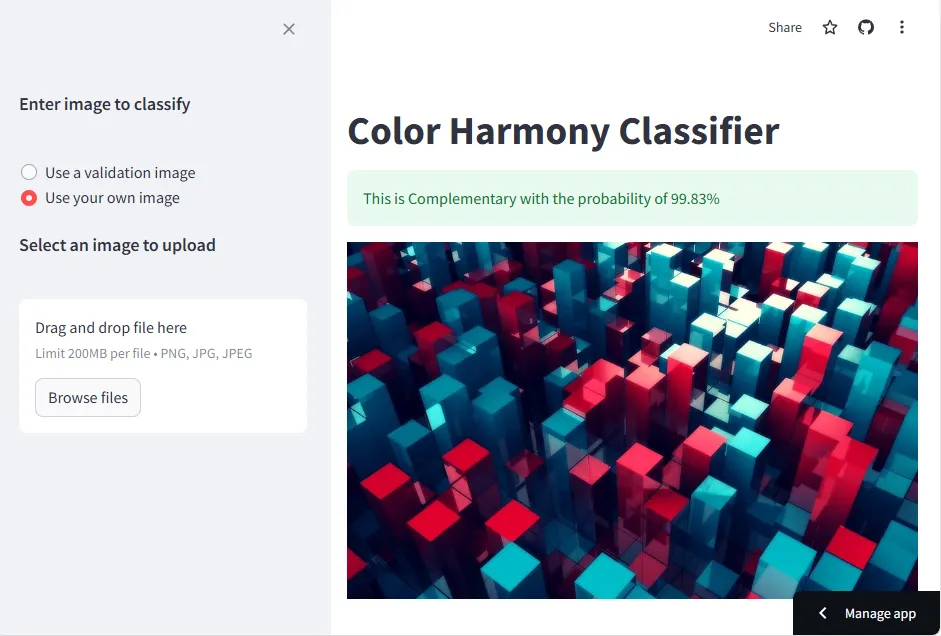 Share
Enter image to classify
Use a validation image
Use your own image
Select an image to upload
Drag and drop file here
Limit 200MB per file • PNG, JPG, JPEG
Browse files
Color Harmony Classifier
This is Complementary with the probability of 99.83%
Manage app